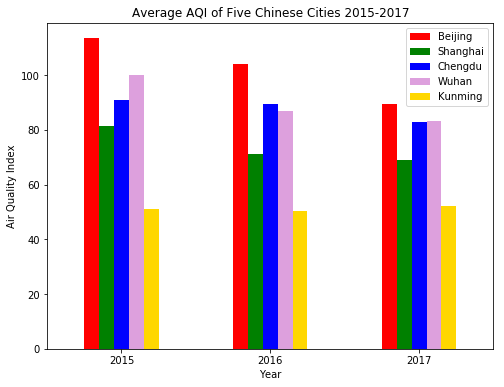 Average AQI of Five Chinese Cities 2015-2017
Beijing
Shanghai
Chengdu
Wuhan
Kunming
Air Quality Index
100
80
60
40
20
0
2015 2016 2017
Year